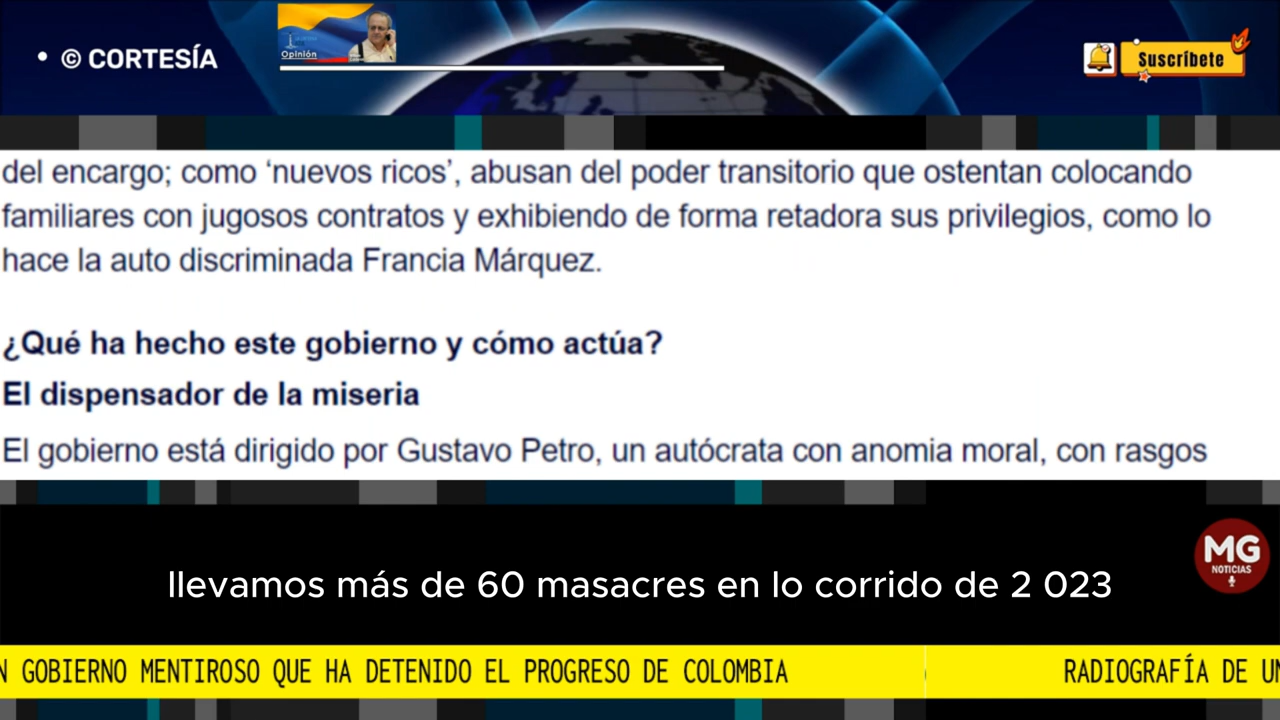 • © CORTESÍA
Opinión
Suscríbete
del encargo; como ‘nuevos ricos’, abusan del poder transitorio que ostentan colocando
familiares con jugosos contratos y exhibiendo de forma retadora sus privilegios, como lo
hace la auto discriminada Francia Márquez.
¿Qué ha hecho este gobierno y cómo actúa?
El dispensador de la miseria
El gobierno está dirigido por Gustavo Petro, un autócrata con anomia moral, con rasgos
MG
NOTICIAS
llevamos más de 60 masacres en lo corrido de 2 023
N GOBIERNO MENTIROSO QUE HA DETENIDO EL PROGRESO DE COLOMBIA
RADIOGRAFÍA DE UN